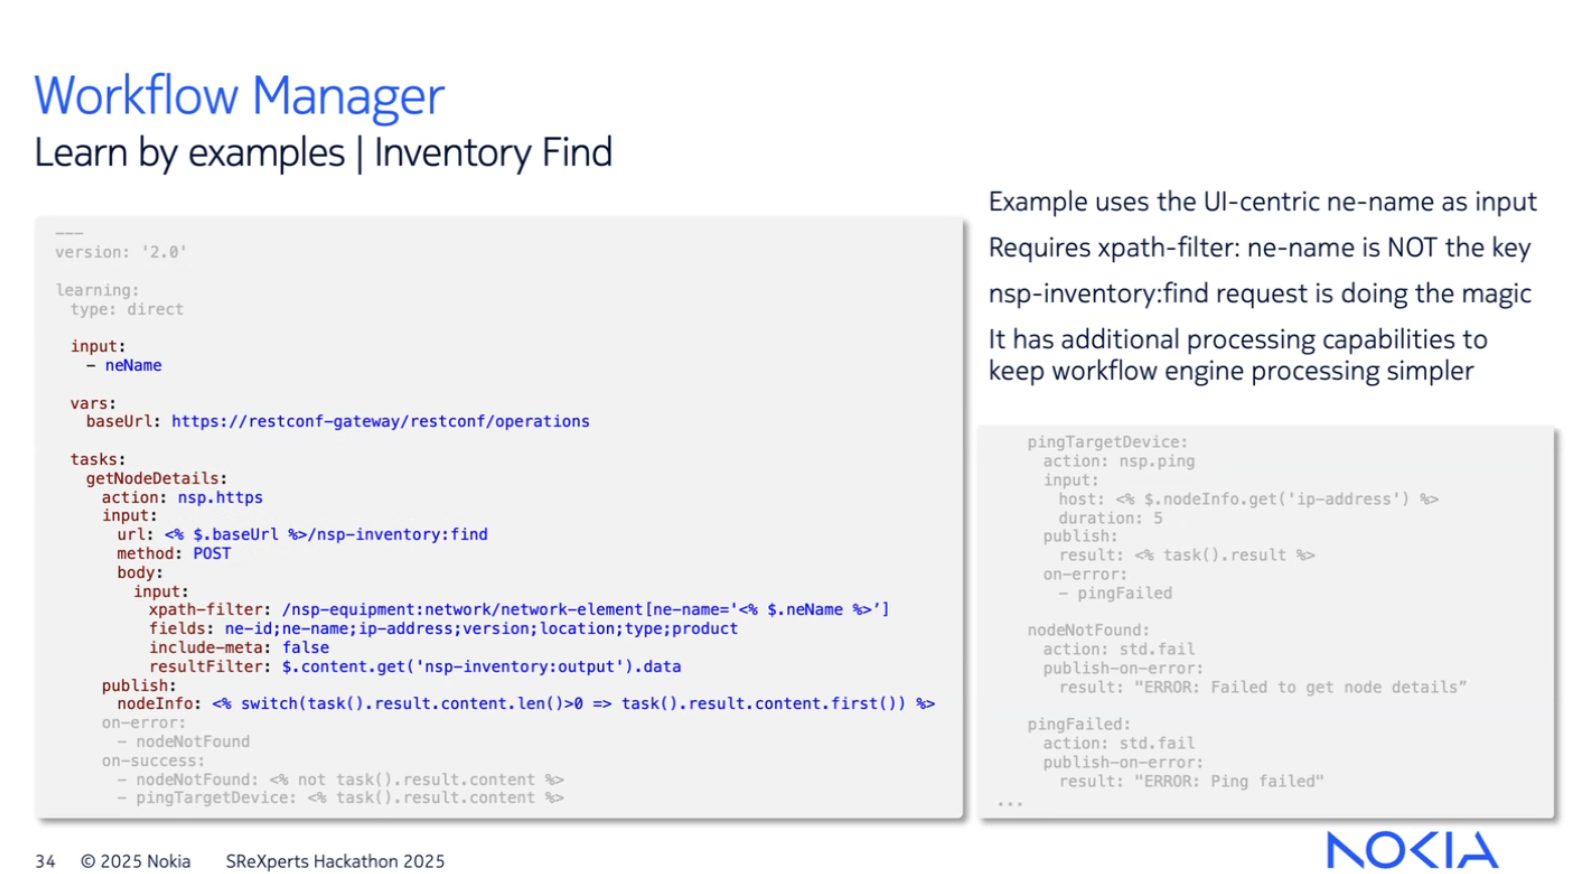 Workflow Manager
Learn by examples | Inventory Find
---
version: '2.0'
learning:
type: direct
input:
- neName
vars:
baseUrl: https://restconf-gateway/restconf/operations
tasks:
getNodeDetails:
action: nsp.https
input:
url: <% $.baseUrl %>/nsp-inventory:find
method: POST
body:
input:
xpath-filter: /nsp-equipment:network/network-element[ne-name='<% $.neName %>’]
fields: ne-id;ne-name;ip-address;version;location;type;product
include-meta: false
resultFilter: $.content.get('nsp-inventory:output').data
publish:
nodeInfo: <% switch(task().result.content.len()>0 => task().result.content.first()) %>
on-error:
- nodeNotFound
on-success:
- nodeNotFound: <% not task().result.content %>
- pingTargetDevice: <% task().result.content %>
Example uses the UI-centric ne-name as input
Requires xpath-filter: ne-name is NOT the key
nsp-inventory:find request is doing the magic
It has additional processing capabilities to
keep workflow engine processing simpler
pingTargetDevice:
action: nsp.ping
input:
host: <% $.nodeInfo.get('ip-address') %>
duration: 5
publish:
result: <% task().result %>
on-error:
- pingFailed
nodeNotFound:
action: std.fail
publish-on-error:
result: "ERROR: Failed to get node details”
pingFailed:
action: std.fail
publish-on-error:
result: "ERROR: Ping failed"
...
34 © 2025 Nokia SReXperts Hackathon 2025
NOKIA